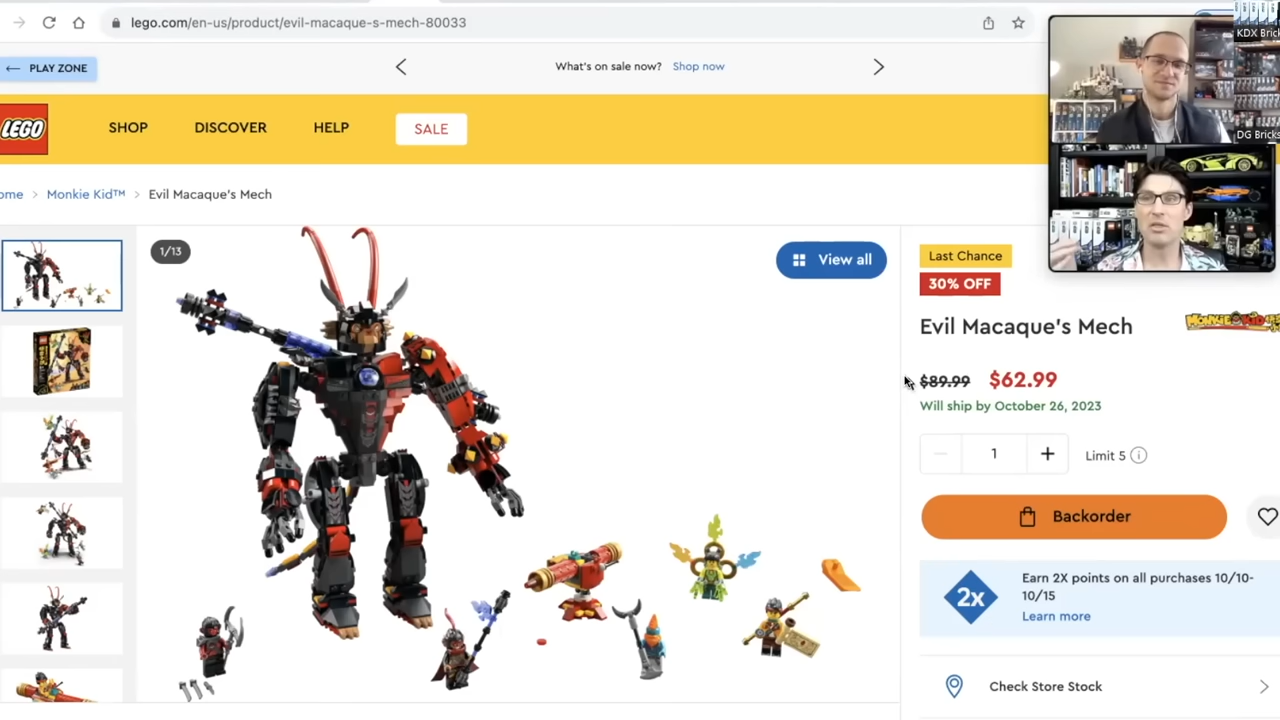 lego.com/en-us/product/evil-macaque-s-mech-80033
KDX Bric
← PLAY ZONE
What's on sale now? Shop now
LEGO
SHOP
DISCOVER
HELP
SALE
DG Bricks
ome > Monkie Kid™ > Evil Macaque's Mech
1/13
View all
Last Chance
30% OFF
Evil Macaque's Mech
MONKIE KID
$89.99 $62.99
Will ship by October 26, 2023
1
Limit 5
Backorder
2x
Earn 2X points on all purchases 10/10-
10/15
Learn more
Check Store Stock